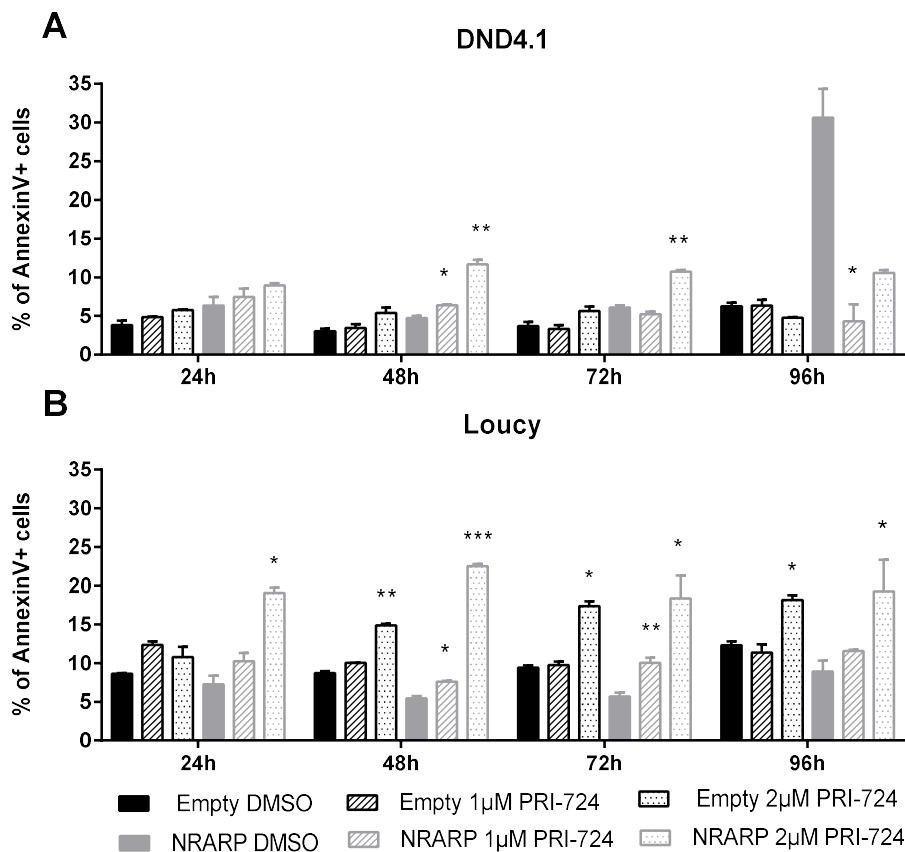 A
DND4.1
% of AnnexinV+ cells
35
30
25
20
15
10
5
0
*
**
**
*
24h
48h
72h
96h
B
Loucy
% of AnnexinV+ cells
35
30
25
20
15
10
5
0
*
**
*
***
*
**
*
*
*
24h
48h
72h
96h
Empty DMSO
Empty 1µM PRI-724
Empty 2µM PRI-724
NRARP DMSO
NRARP 1µM PRI-724
NRARP 2µM PRI-724